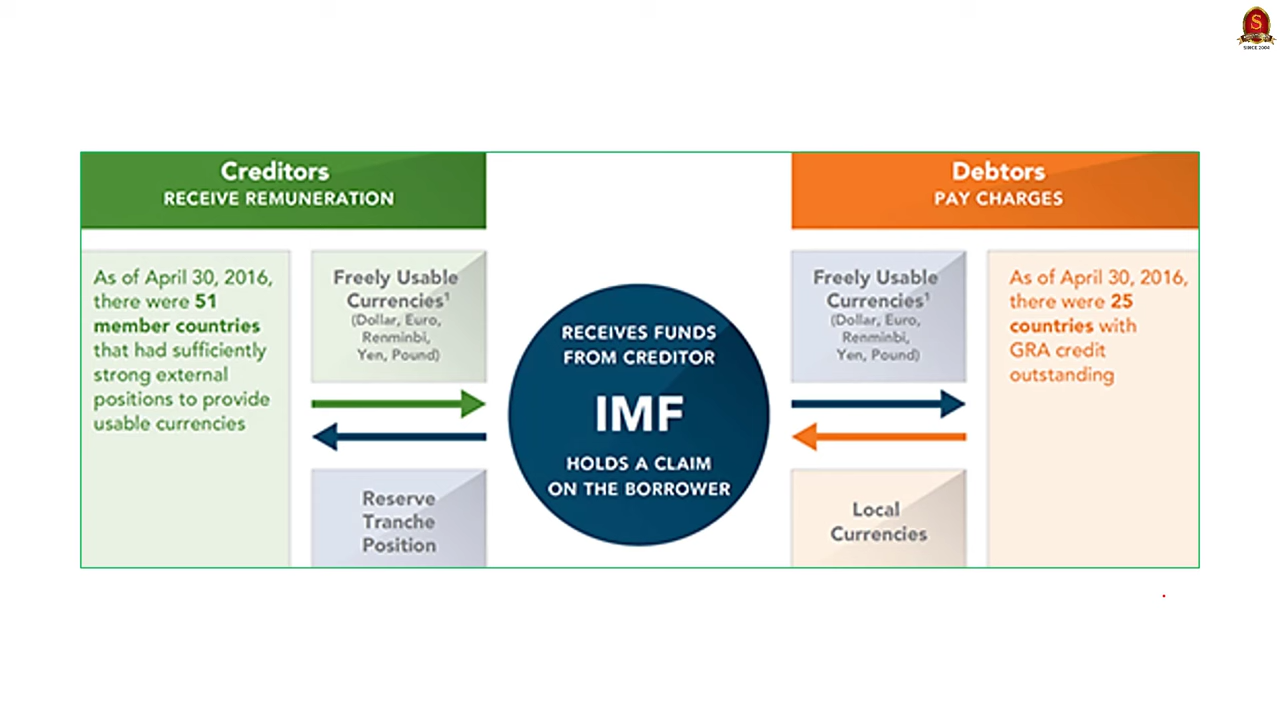 S
SINCE 2004
Creditors
RECEIVE REMUNERATION
As of April 30, 2016,
there were 51
member countries
that had sufficiently
strong external
positions to provide
usable currencies
Freely Usable
Currencies¹
(Dollar, Euro,
Renminbi,
Yen, Pound)
Reserve
Tranche
Position
RECEIVES FUNDS
FROM CREDITOR
IMF
HOLDS A CLAIM
ON THE BORROWER
Debtors
PAY CHARGES
Freely Usable
Currencies¹
(Dollar, Euro,
Renminbi,
Yen, Pound)
Local
Currencies
As of April 30, 2016,
there were 25
countries with
GRA credit
outstanding